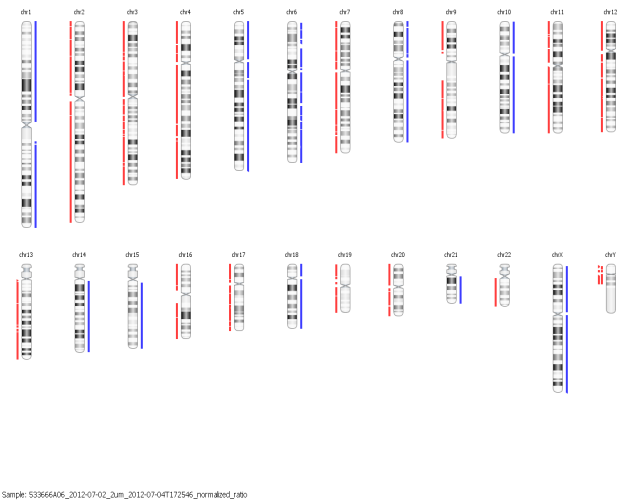 chr1 chr2 chr3 chr4 chr5 chr6 chr7 chr8 chr9 chr10 chr11 chr12
chr13 chr14 chr15 chr16 chr17 chr18 chr19 chr20 chr21 chr22 chrX chrY
Sample: 533666A06_2012-07-02_2um_2012-07-04T172546_normalized_ratio